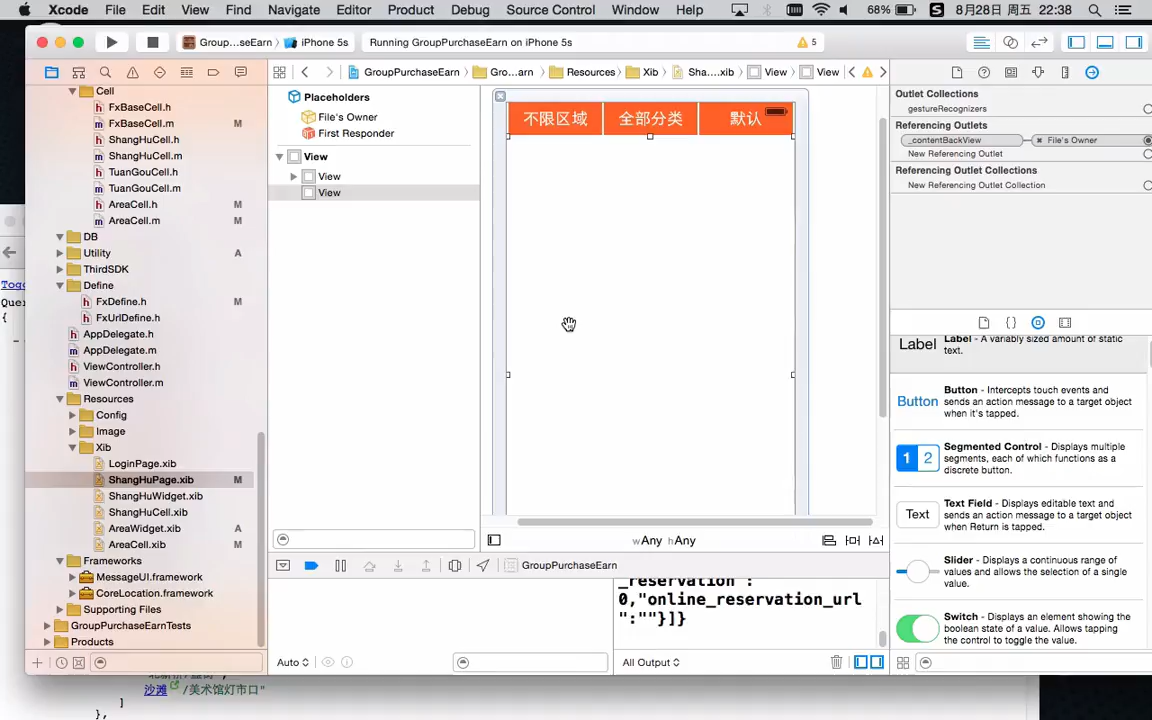 Xcode File Edit View Find Navigate Editor Product Debug Source Control Window Help 68% 8月28日 周五 22:38
Group...seEarn iPhone 5s Running GroupPurchaseEarn on iPhone 5s 5
GroupPurchaseEarn Gro...arn Resources Xib Sha....xib View View
Cell
FxBaseCell.h
FxBaseCell.m M
ShangHuCell.h
ShangHuCell.m
TuanGouCell.h
TuanGouCell.m
AreaCell.h M
AreaCell.m M
DB
Utility A
ThirdSDK
Define
FxDefine.h M
FxUrlDefine.h
AppDelegate.h
AppDelegate.m
ViewController.h
ViewController.m
Resources
Config
Image
Xib
LoginPage.xib
ShangHuPage.xib M
ShangHuWidget.xib
ShangHuCell.xib
AreaWidget.xib A
AreaCell.xib M
Frameworks
MessageUI.framework
CoreLocation.framework
Supporting Files
GroupPurchaseEarnTests
Products
Placeholders
File's Owner
First Responder
View
View
View
不限区域 全部分类 默认
wAny hAny
GroupPurchaseEarn
_reservation":
0,"online_reservation_url
":""}]}
Auto
All Output
Outlet Collections
gestureRecognizers
Referencing Outlets
_contentBackView File's Owner
New Referencing Outlet
Referencing Outlet Collections
New Referencing Outlet Collection
Label Label - A variably sized amount of static
text.
Button Button - Intercepts touch events and
sends an action message to a target object
when it's tapped.
1 2 Segmented Control - Displays multiple
segments, each of which functions as a
discrete button.
Text Text Field - Displays editable text and
sends an action message to a target object
when Return is tapped.
Slider - Displays a continuous range of
values and allows the selection of a single
value.
Switch - Displays an element showing the
boolean state of a value. Allows tapping
the control to toggle the value.
{
沙滩/美术馆灯市口"
]
},